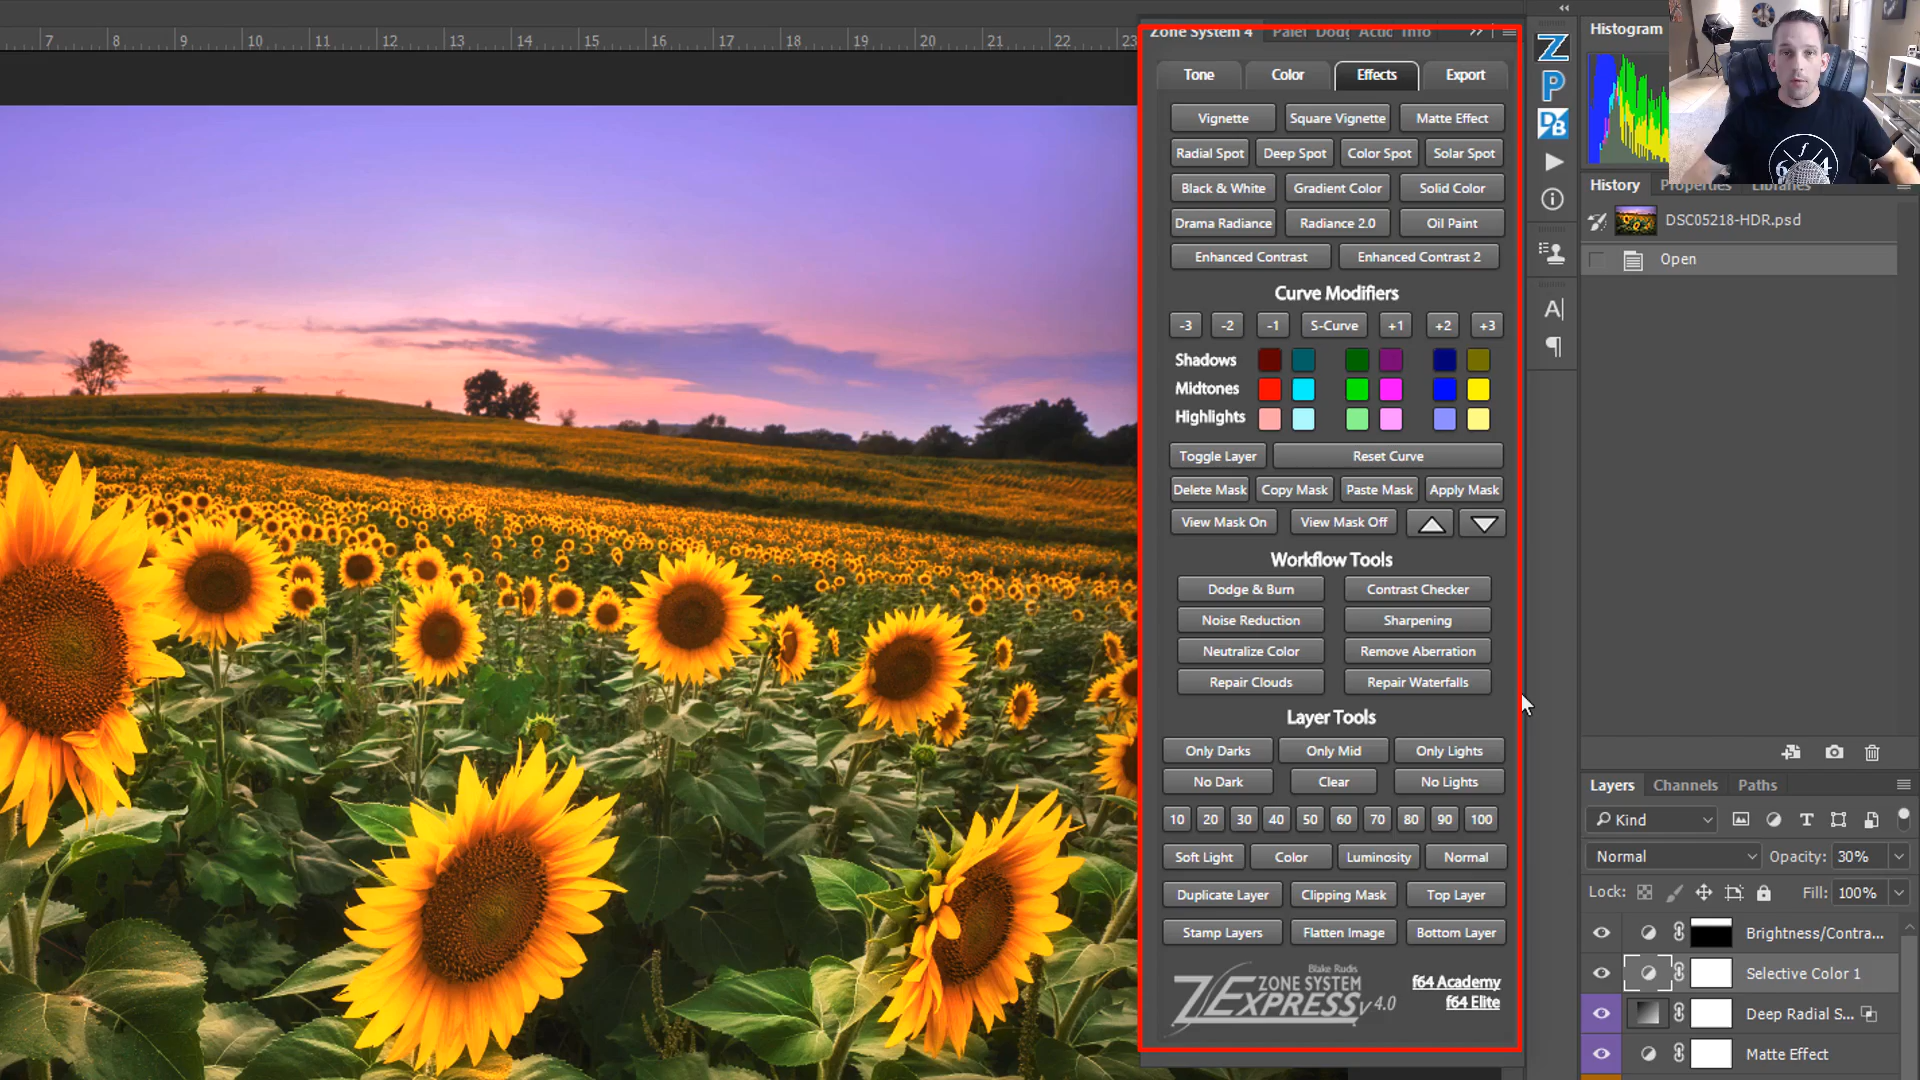 7 8 9 10 11 12 13 14 15 16 17 18 19 20 21 22 23
Zone System 4 Info
Tone Color Effects Export
Vignette Square Vignette Matte Effect
Radial Spot Deep Spot Color Spot Solar Spot
Black & White Gradient Color Solid Color
Drama Radiance Radiance 2.0 Oil Paint
Enhanced Contrast Enhanced Contrast 2
Curve Modifiers
-3 -2 -1 S-Curve +1 +2 +3
Shadows
Midtones
Highlights
Toggle Layer Reset Curve
Delete Mask Copy Mask Paste Mask Apply Mask
View Mask On View Mask Off
Workflow Tools
Dodge & Burn Contrast Checker
Noise Reduction Sharpening
Neutralize Color Remove Aberration
Repair Clouds Repair Waterfalls
Layer Tools
Only Darks Only Mid Only Lights
No Dark Clear No Lights
10 20 30 40 50 60 70 80 90 100
Soft Light Color Luminosity Normal
Duplicate Layer Clipping Mask Top Layer
Stamp Layers Flatten Image Bottom Layer
Blake Rudis
ZONE SYSTEM
EXPRESS v 4.0
f64 Academy
f64 Elite
Z
P
DB
A
Histogram
f
64
History Properties Libraries
DSC05218-HDR.psd
Open
Layers Channels Paths
Kind
Normal Opacity: 30%
Lock: Fill: 100%
Brightness/Contra...
Selective Color 1
Deep Radial S...
Matte Effect